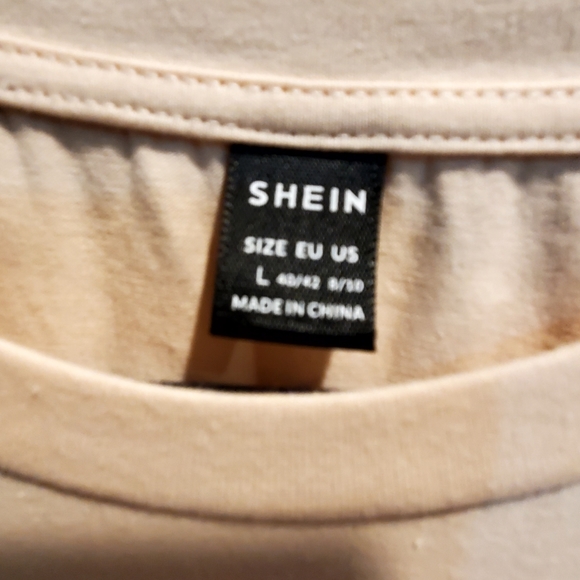 SHEIN
SIZE EU US
L 40/42 8/10
MADE IN CHINA